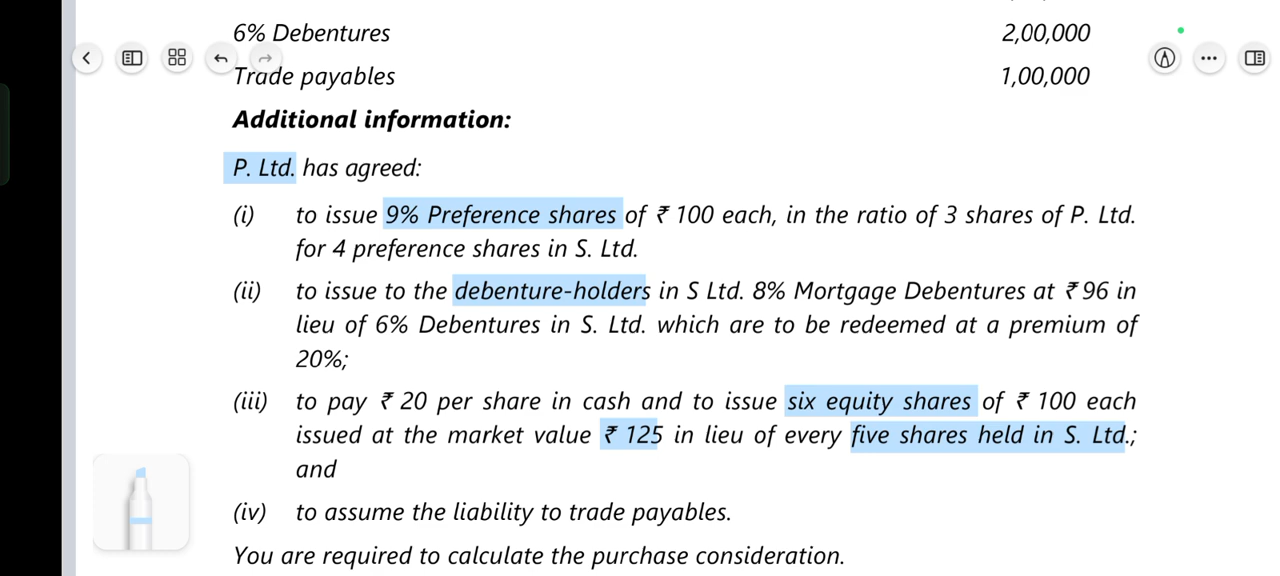 6% Debentures 2,00,000
Trade payables 1,00,000
Additional information:
P. Ltd. has agreed:
(i) to issue 9% Preference shares of ₹ 100 each, in the ratio of 3 shares of P. Ltd.
for 4 preference shares in S. Ltd.
(ii) to issue to the debenture-holders in S Ltd. 8% Mortgage Debentures at ₹ 96 in
lieu of 6% Debentures in S. Ltd. which are to be redeemed at a premium of
20%;
(iii) to pay ₹ 20 per share in cash and to issue six equity shares of ₹ 100 each
issued at the market value ₹ 125 in lieu of every five shares held in S. Ltd.;
and
(iv) to assume the liability to trade payables.
You are required to calculate the purchase consideration.